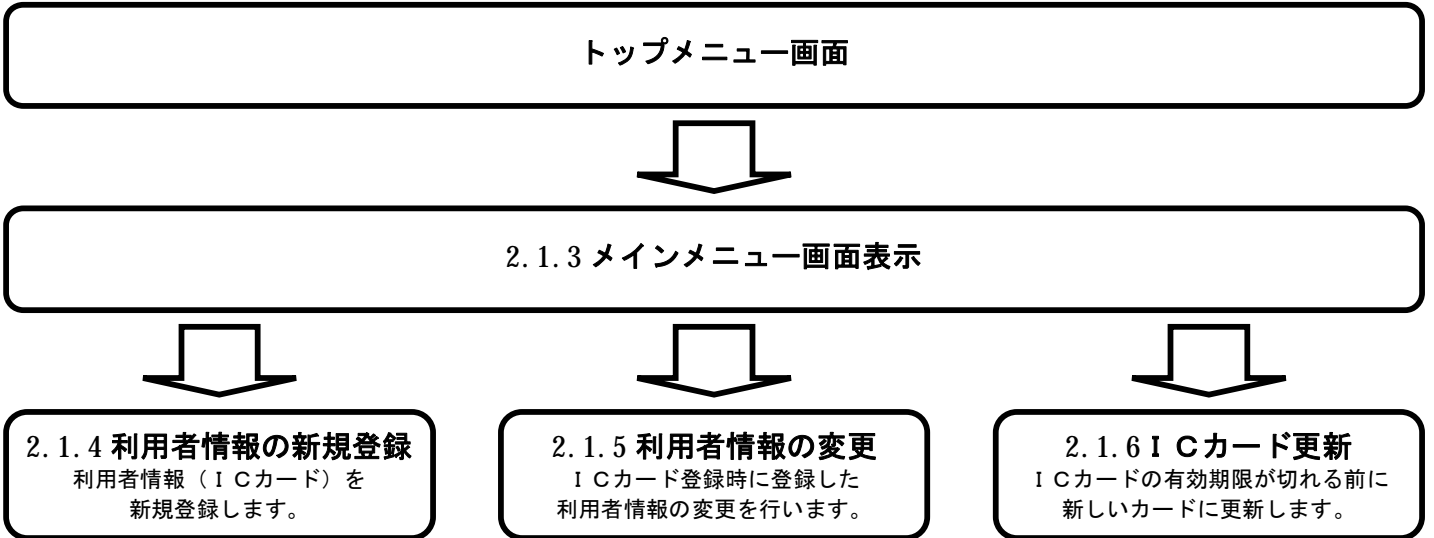 トップメニュー画面
2.1.3 メインメニュー画面表示
2.1.4 利用者情報の新規登録
利用者情報（ＩＣカード）を
新規登録します。
2.1.5 利用者情報の変更
ＩＣカード登録時に登録した
利用者情報の変更を行います。
2.1.6 ＩＣカード更新
ＩＣカードの有効期限が切れる前に
新しいカードに更新します。